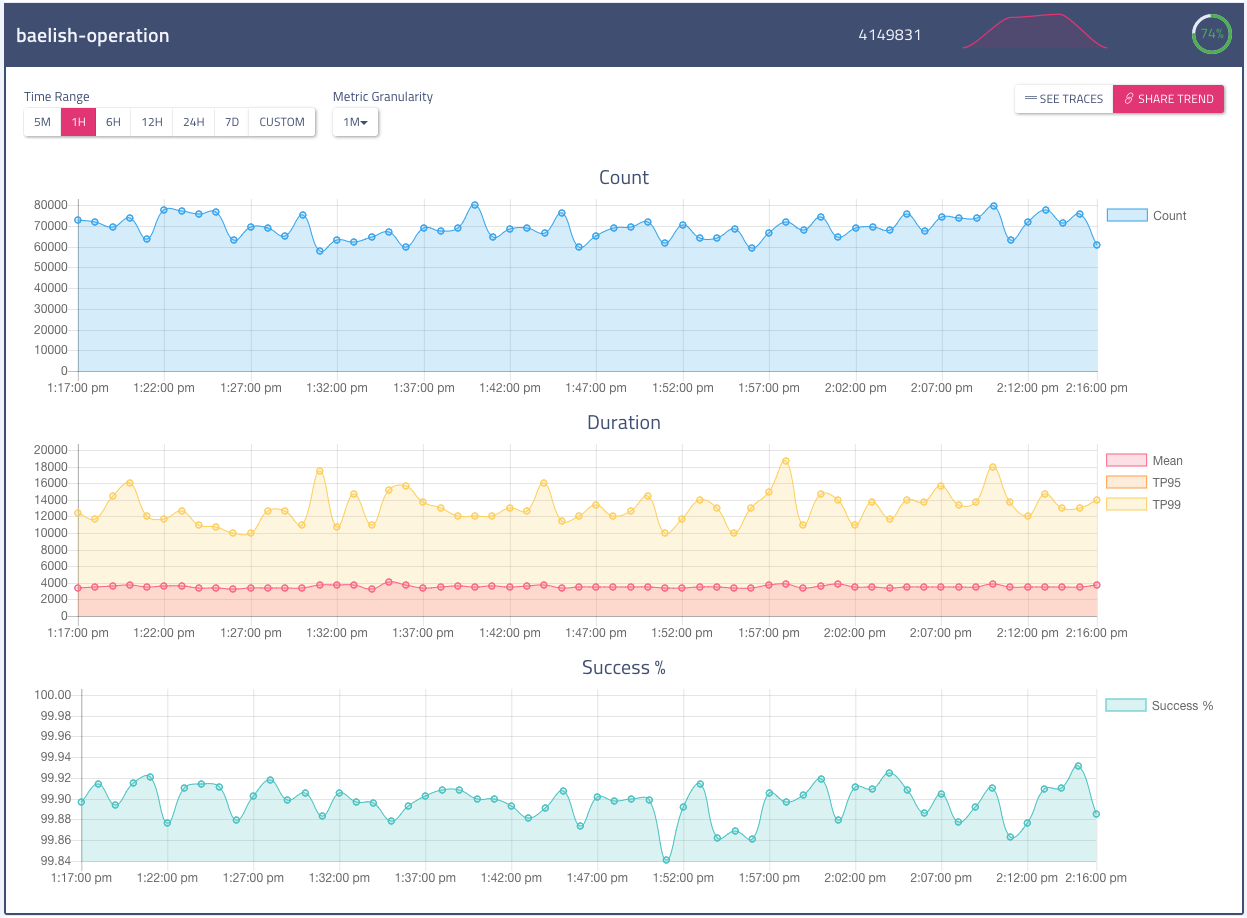 baelish-operation 4149831 74%
Time Range Metric Granularity
5M 1H 6H 12H 24H 7D CUSTOM 1M SEE TRACES SHARE TREND
Count
80000
70000
60000
50000
40000
30000
20000
10000
0
1:17:00 pm 1:22:00 pm 1:27:00 pm 1:32:00 pm 1:37:00 pm 1:42:00 pm 1:47:00 pm 1:52:00 pm 1:57:00 pm 2:02:00 pm 2:07:00 pm 2:12:00 pm 2:16:00 pm
Count
Duration
20000
18000
16000
14000
12000
10000
8000
6000
4000
2000
0
1:17:00 pm 1:22:00 pm 1:27:00 pm 1:32:00 pm 1:37:00 pm 1:42:00 pm 1:47:00 pm 1:52:00 pm 1:57:00 pm 2:02:00 pm 2:07:00 pm 2:12:00 pm 2:16:00 pm
Mean
TP95
TP99
Success %
100.00
99.98
99.96
99.94
99.92
99.90
99.88
99.86
99.84
1:17:00 pm 1:22:00 pm 1:27:00 pm 1:32:00 pm 1:37:00 pm 1:42:00 pm 1:47:00 pm 1:52:00 pm 1:57:00 pm 2:02:00 pm 2:07:00 pm 2:12:00 pm 2:16:00 pm
Success %